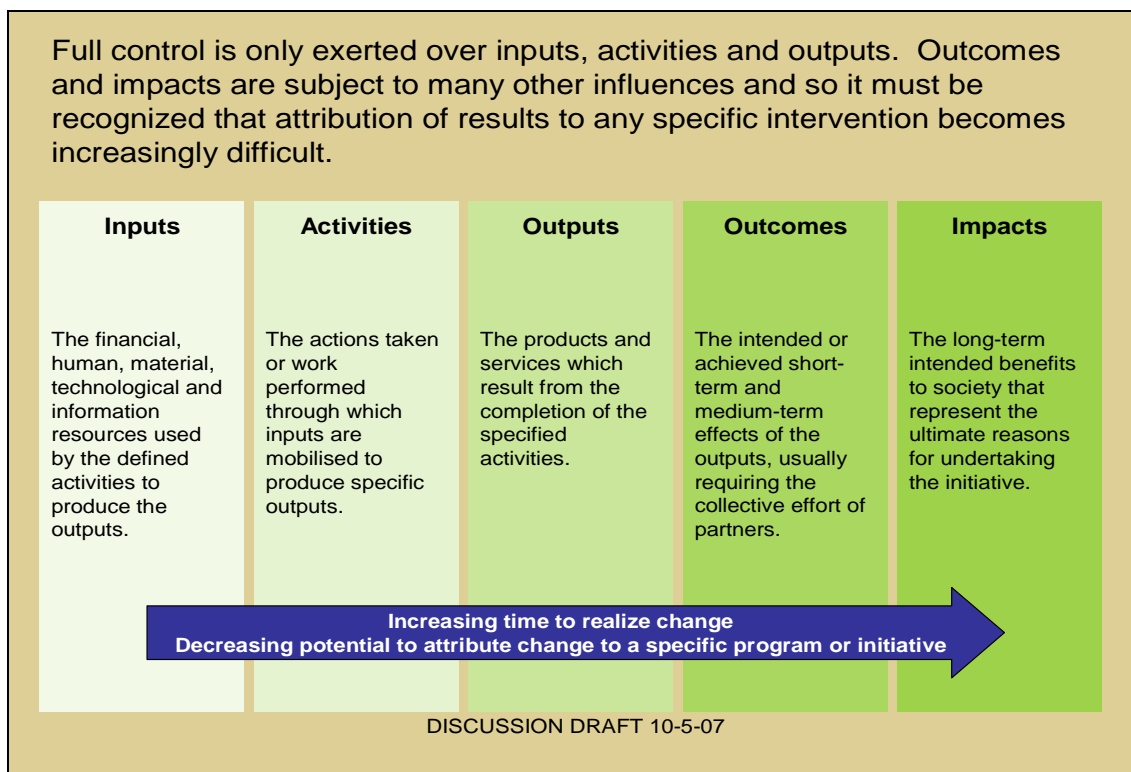 Full control is only exerted over inputs, activities and outputs.  Outcomes
and impacts are subject to many other influences and so it must be
recognized that attribution of results to any specific intervention becomes
increasingly difficult.
Inputs
The financial,
human, material,
technological and
information
resources used
by the defined
activities to
produce the
outputs.
Activities
The actions taken
or work
performed
through which
inputs are
mobilised to
produce specific
outputs.
Outputs
The products and
services which
result from the
completion of the
specified
activities.
Outcomes
The intended or
achieved short-
term and
medium-term
effects of the
outputs, usually
requiring the
collective effort of
partners.
Impacts
The long-term
intended benefits
to society that
represent the
ultimate reasons
for undertaking
the initiative.
Increasing time to realize change
Decreasing potential to attribute change to a specific program or initiative
DISCUSSION DRAFT 10-5-07